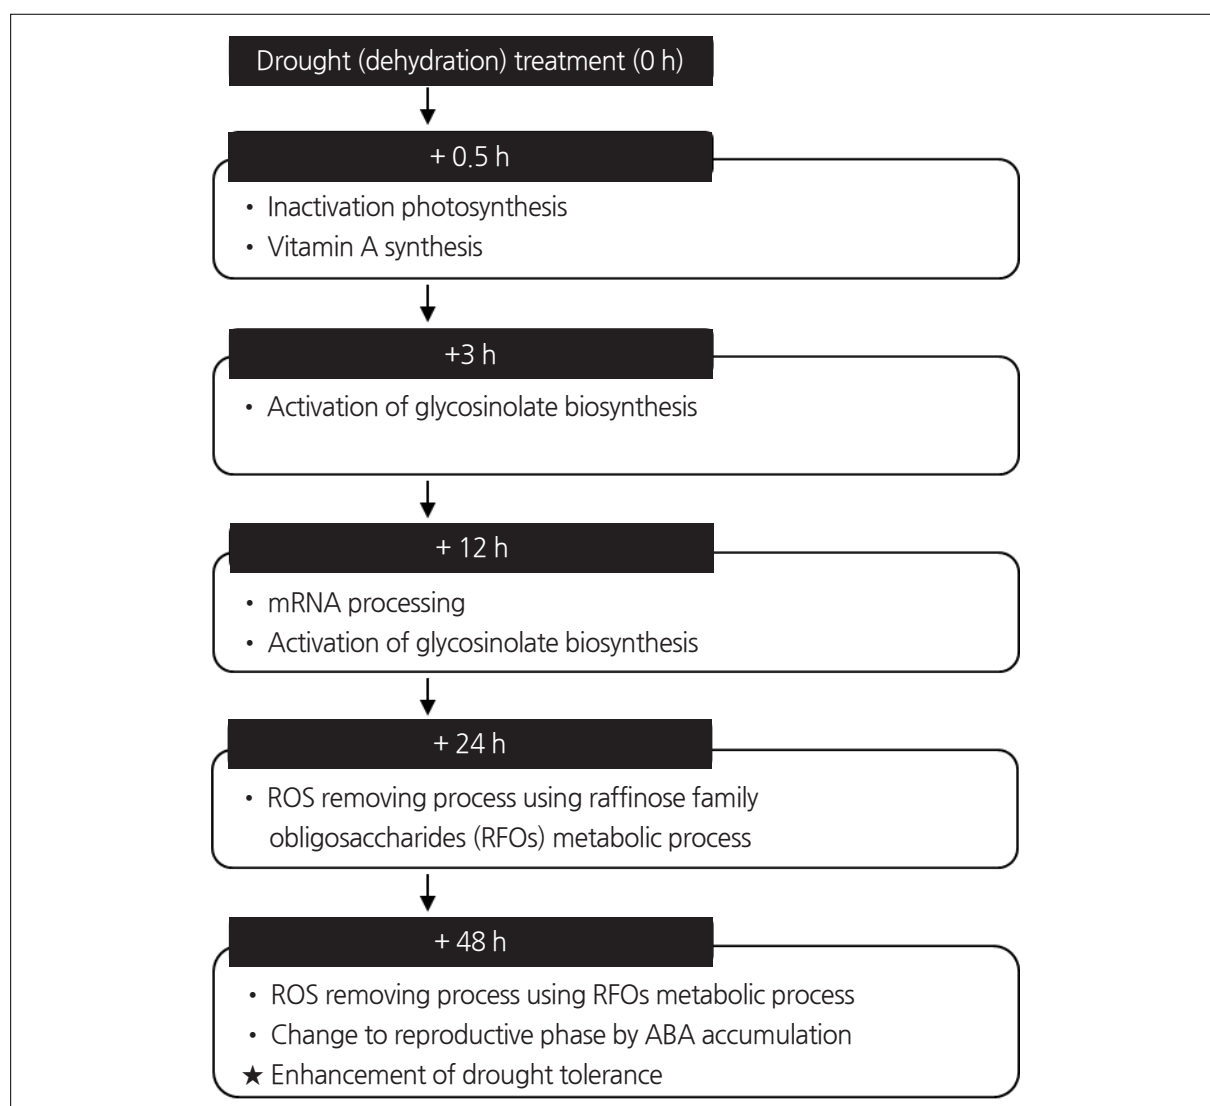 Drought (dehydration) treatment (0 h)
+ 0.5 h
• Inactivation photosynthesis
• Vitamin A synthesis
+3 h
• Activation of glycosinolate biosynthesis
+ 12 h
• mRNA processing
• Activation of glycosinolate biosynthesis
+ 24 h
• ROS removing process using raffinose family
obligosaccharides (RFOs) metabolic process
+ 48 h
• ROS removing process using RFOs metabolic process
• Change to reproductive phase by ABA accumulation
★ Enhancement of drought tolerance